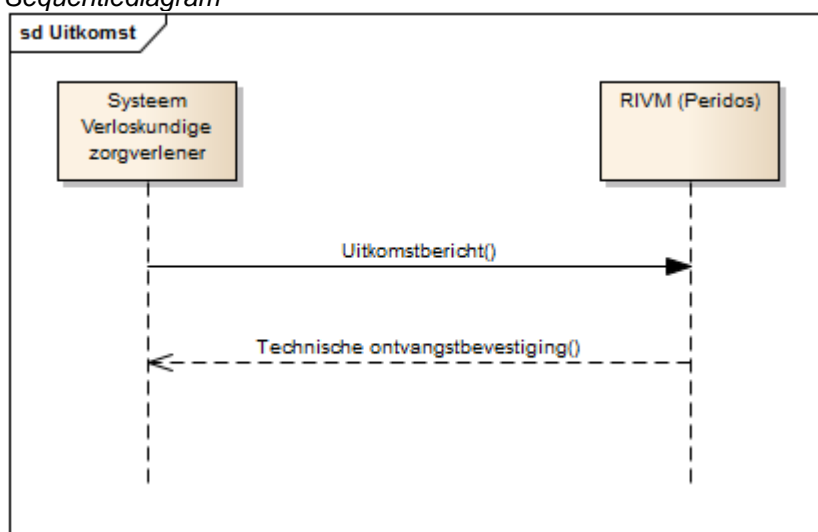 Sequentiediagram
sd Uitkomst
Systeem
Verloskundige
zorgverlener
RIVM (Peridos)
Uitkomstbericht()
Technische ontvangstbevestiging()